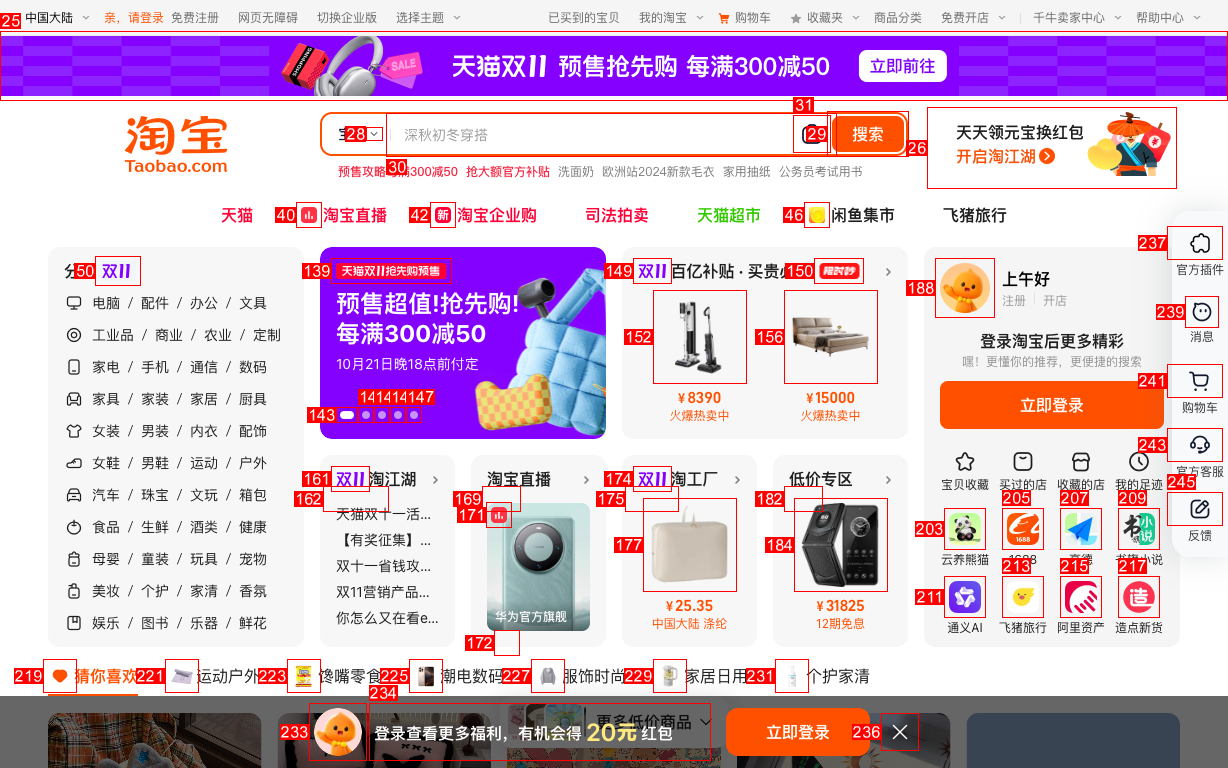 中国大陆 亲，请登录 免费注册 网页无障碍 切换企业版 选择主题 已买到的宝贝 我的淘宝 购物车 收藏夹 商品分类 免费开店 千牛卖家中心 帮助中心
25
天猫双11 预售抢先购 每满300减50 立即前往
淘宝
Taobao.com
28 深秋初冬穿搭 31 29 搜索 26
30
预售攻略 300减50 抢大额官方补贴 洗面奶 欧洲站2024新款毛衣 家用抽纸 公务员考试用书
天天领元宝换红包
开启淘江湖
天猫 40 淘宝直播 42 新 淘宝企业购 司法拍卖 天猫超市 46 闲鱼集市 飞猪旅行
50 双11
电脑 / 配件 / 办公 / 文具
工业品 / 商业 / 农业 / 定制
家电 / 手机 / 通信 / 数码
家具 / 家装 / 家居 / 厨具
女装 / 男装 / 内衣 / 配饰
女鞋 / 男鞋 / 运动 / 户外
汽车 / 珠宝 / 文玩 / 箱包
食品 / 生鲜 / 酒类 / 健康
母婴 / 童装 / 玩具 / 宠物
美妆 / 个护 / 家清 / 香氛
娱乐 / 图书 / 乐器 / 鲜花
139 天猫双11抢先购预售
预售超值!抢先购!
每满300减50
10月21日晚18点前付定
143 147
149 双11 百亿补贴 · 买贵 150 限时秒
152 156
¥8390
火爆热卖中
¥15000
火爆热卖中
161 双11 淘江湖
162
天猫双十一活...
【有奖征集】...
双十一省钱攻...
双11营销产品...
你怎么又在看e...
淘宝直播
169
171
华为官方旗舰
172
174 双11 淘工厂
175
177
¥25.35
中国大陆 涤纶
低价专区
182
184
¥31825
12期免息
188 上午好
注册 开店
登录淘宝后更多精彩
嘿！更懂你的推荐，更便捷的搜索
立即登录
宝贝收藏 买过的店 收藏的店 我的足迹
203 205 207 209
1688 书 小说
云养熊猫
211 213 215 217
通义AI 飞猪旅行 阿里资产 造点新货
237
官方插件
239
消息
241
购物车
243
官方客服
245
反馈
219 猜你喜欢 221 运动户外 223 馋嘴零食 225 潮电数码 227 服饰时尚 229 家居日用 231 个护家清
更多低价商品
233 234 登录查看更多福利，有机会得 20元 红包 立即登录 236